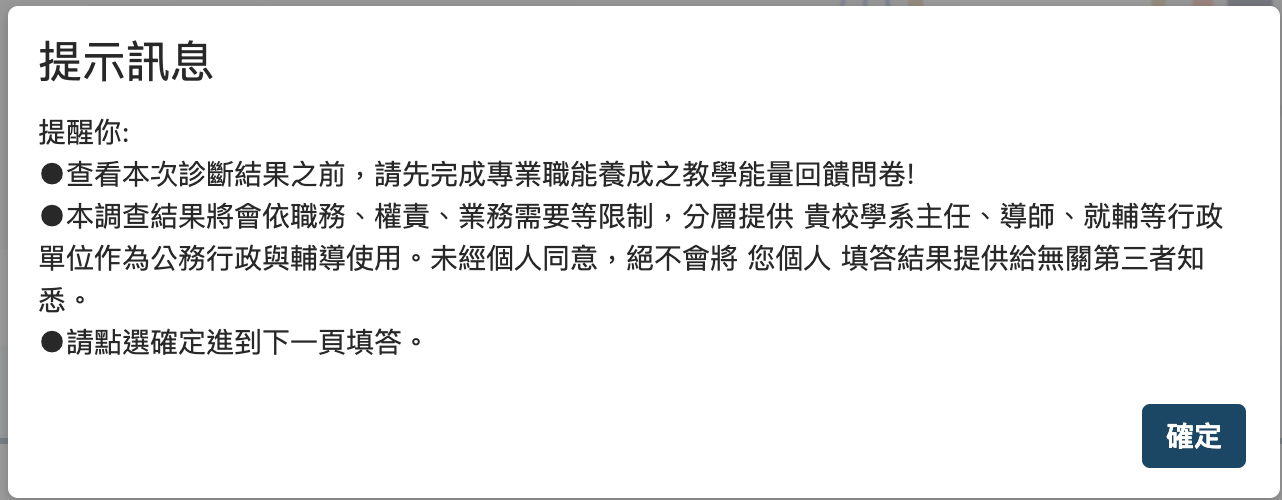 提示訊息
提醒你:
●查看本次診斷結果之前，請先完成專業職能養成之教學能量回饋問卷!
●本調查結果將會依職務、權責、業務需要等限制，分層提供 貴校學系主任、導師、就輔等行政
單位作為公務行政與輔導使用。未經個人同意，絕不會將 您個人 填答結果提供給無關第三者知
悉。
●請點選確定進到下一頁填答。
確定